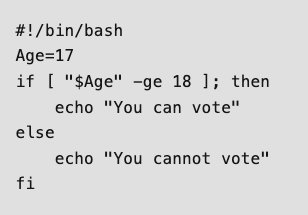 #!/bin/bash
Age=17
if [ "$Age" -ge 18 ]; then
    echo "You can vote"
else
    echo "You cannot vote"
fi